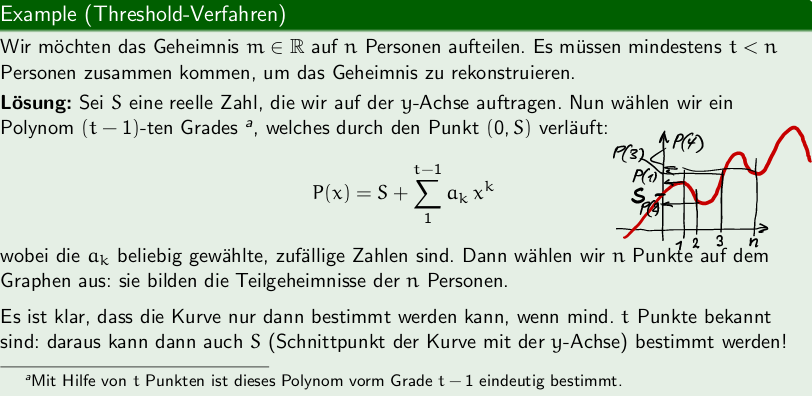 Example (Threshold-Verfahren)
Wir möchten das Geheimnis m ∈ ℝ auf n Personen aufteilen. Es müssen mindestens t < n
Personen zusammen kommen, um das Geheimnis zu rekonstruieren.
Lösung: Sei S eine reelle Zahl, die wir auf der y-Achse auftragen. Nun wählen wir ein
Polynom (t − 1)-ten Grades ᵃ, welches durch den Punkt (0, S) verläuft:
P(4)
P(3)
P(1)
S
P(2)
1 2 3 n
t−1
P(x) = S + ∑ aₖ xᵏ
1
wobei die aₖ beliebig gewählte, zufällige Zahlen sind. Dann wählen wir n Punkte auf dem
Graphen aus: sie bilden die Teilgeheimnisse der n Personen.
Es ist klar, dass die Kurve nur dann bestimmt werden kann, wenn mind. t Punkte bekannt
sind: daraus kann dann auch S (Schnittpunkt der Kurve mit der y-Achse) bestimmt werden!
ᵃMit Hilfe von t Punkten ist dieses Polynom vorm Grade t − 1 eindeutig bestimmt.